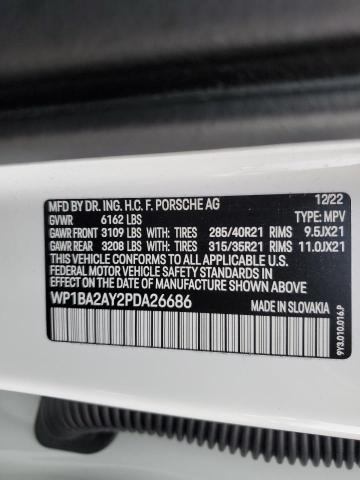 MFD BY DR. ING. H.C. F. PORSCHE AG 12/22
GVWR 6162 LBS TYPE: MPV
GAWR FRONT 3109 LBS WITH: TIRES 285/40R21 RIMS 9.5JX21
GAWR REAR 3208 LBS WITH: TIRES 315/35R21 RIMS 11.0JX21
THIS VEHICLE CONFORMS TO ALL APPLICABLE U.S.
FEDERAL MOTOR VEHICLE SAFETY STANDARDS IN
EFFECT ON THE DATE OF MANUFACTURE SHOWN ABOVE.
WP1BA2AY2PDA26686 MADE IN SLOVAKIA
9Y3.010.016.P